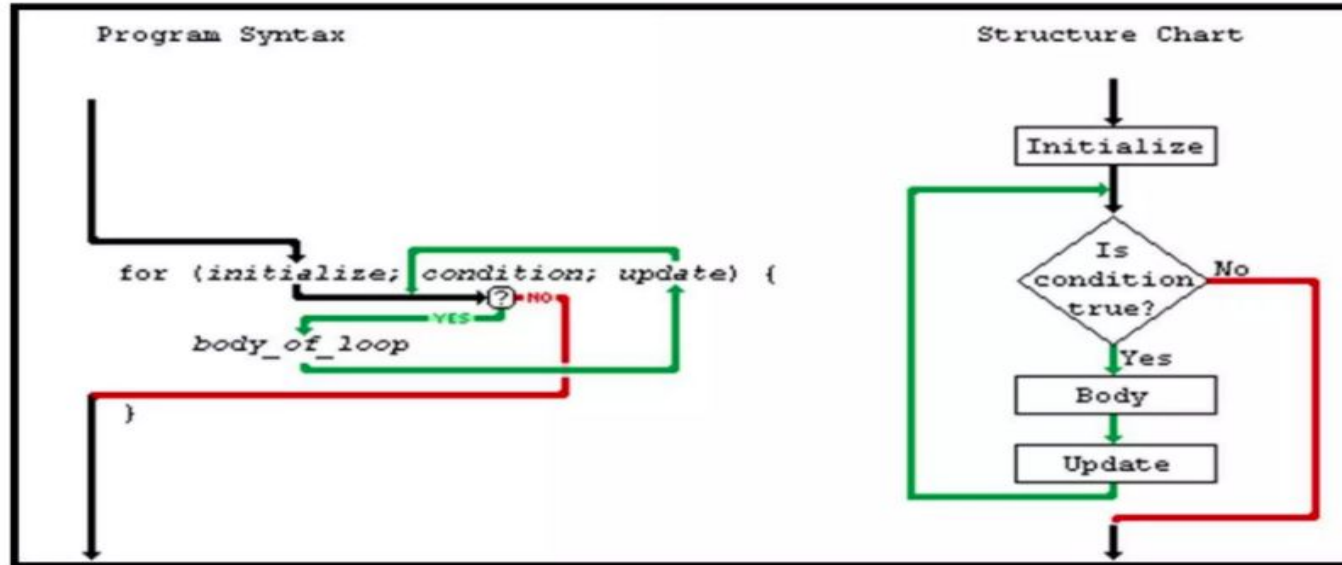 Program Syntax
for (initialize; condition; update) {
? NO
YES
body_of_loop
}
Structure Chart
Initialize
Is
condition
true?
No
Yes
Body
Update